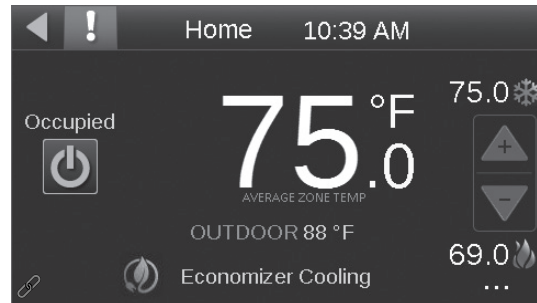 ! Home 10:39 AM
75.0
Occupied
75.0 °F
AVERAGE ZONE TEMP
+
-
OUTDOOR 88 °F
69.0
Economizer Cooling
...